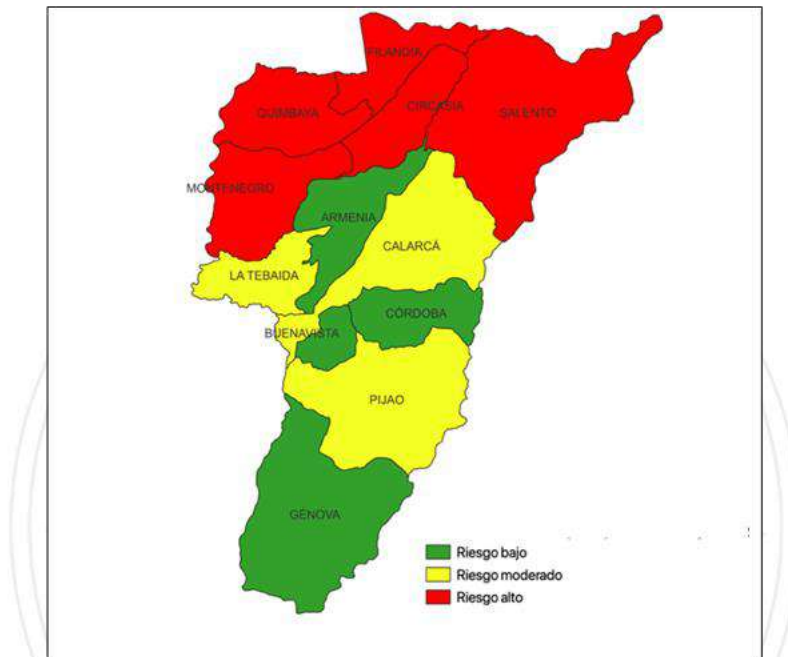 FILANDIA
QUIMBAYA
CIRCASIA
SALENTO
MONTENEGRO
ARMENIA
CALARCÁ
LA TEBAIDA
CÓRDOBA
BUENAVISTA
PIJAO
GÉNOVA
Riesgo bajo
Riesgo moderado
Riesgo alto